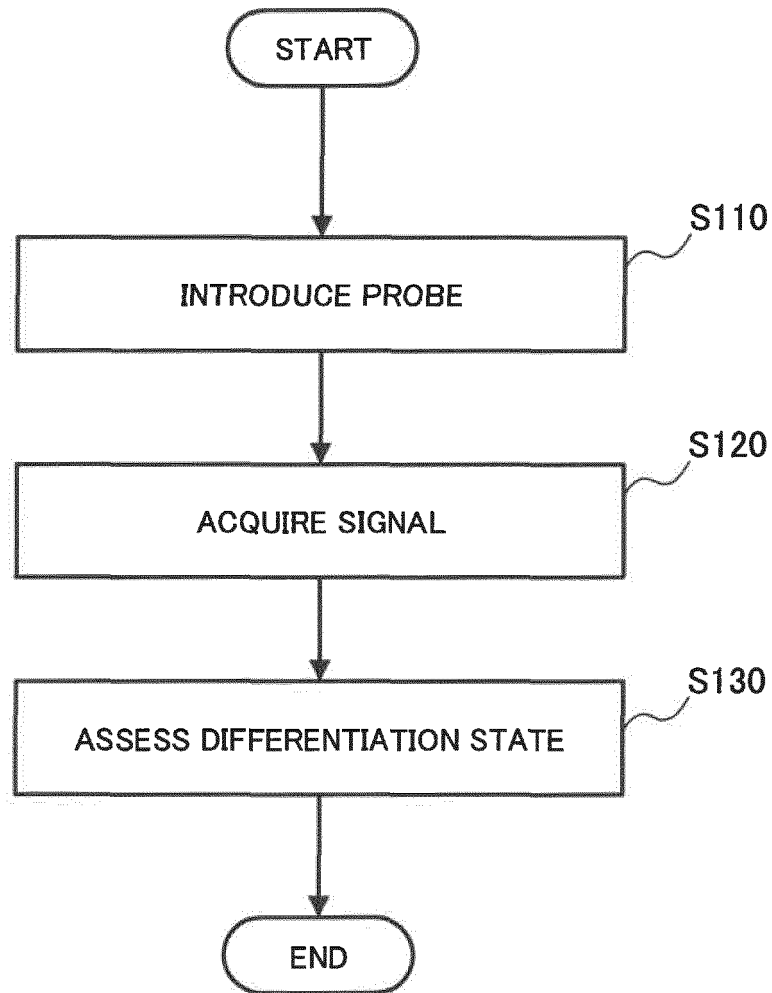 START
S110
INTRODUCE PROBE
S120
ACQUIRE SIGNAL
S130
ASSESS DIFFERENTIATION STATE
END